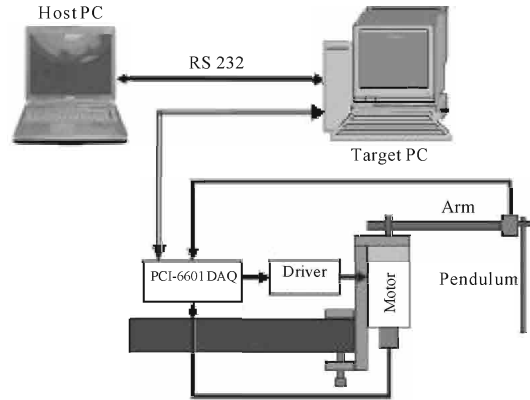 Host PC
RS 232
Target PC
Arm
PCI-6601 DAQ
Driver
Motor
Pendulum